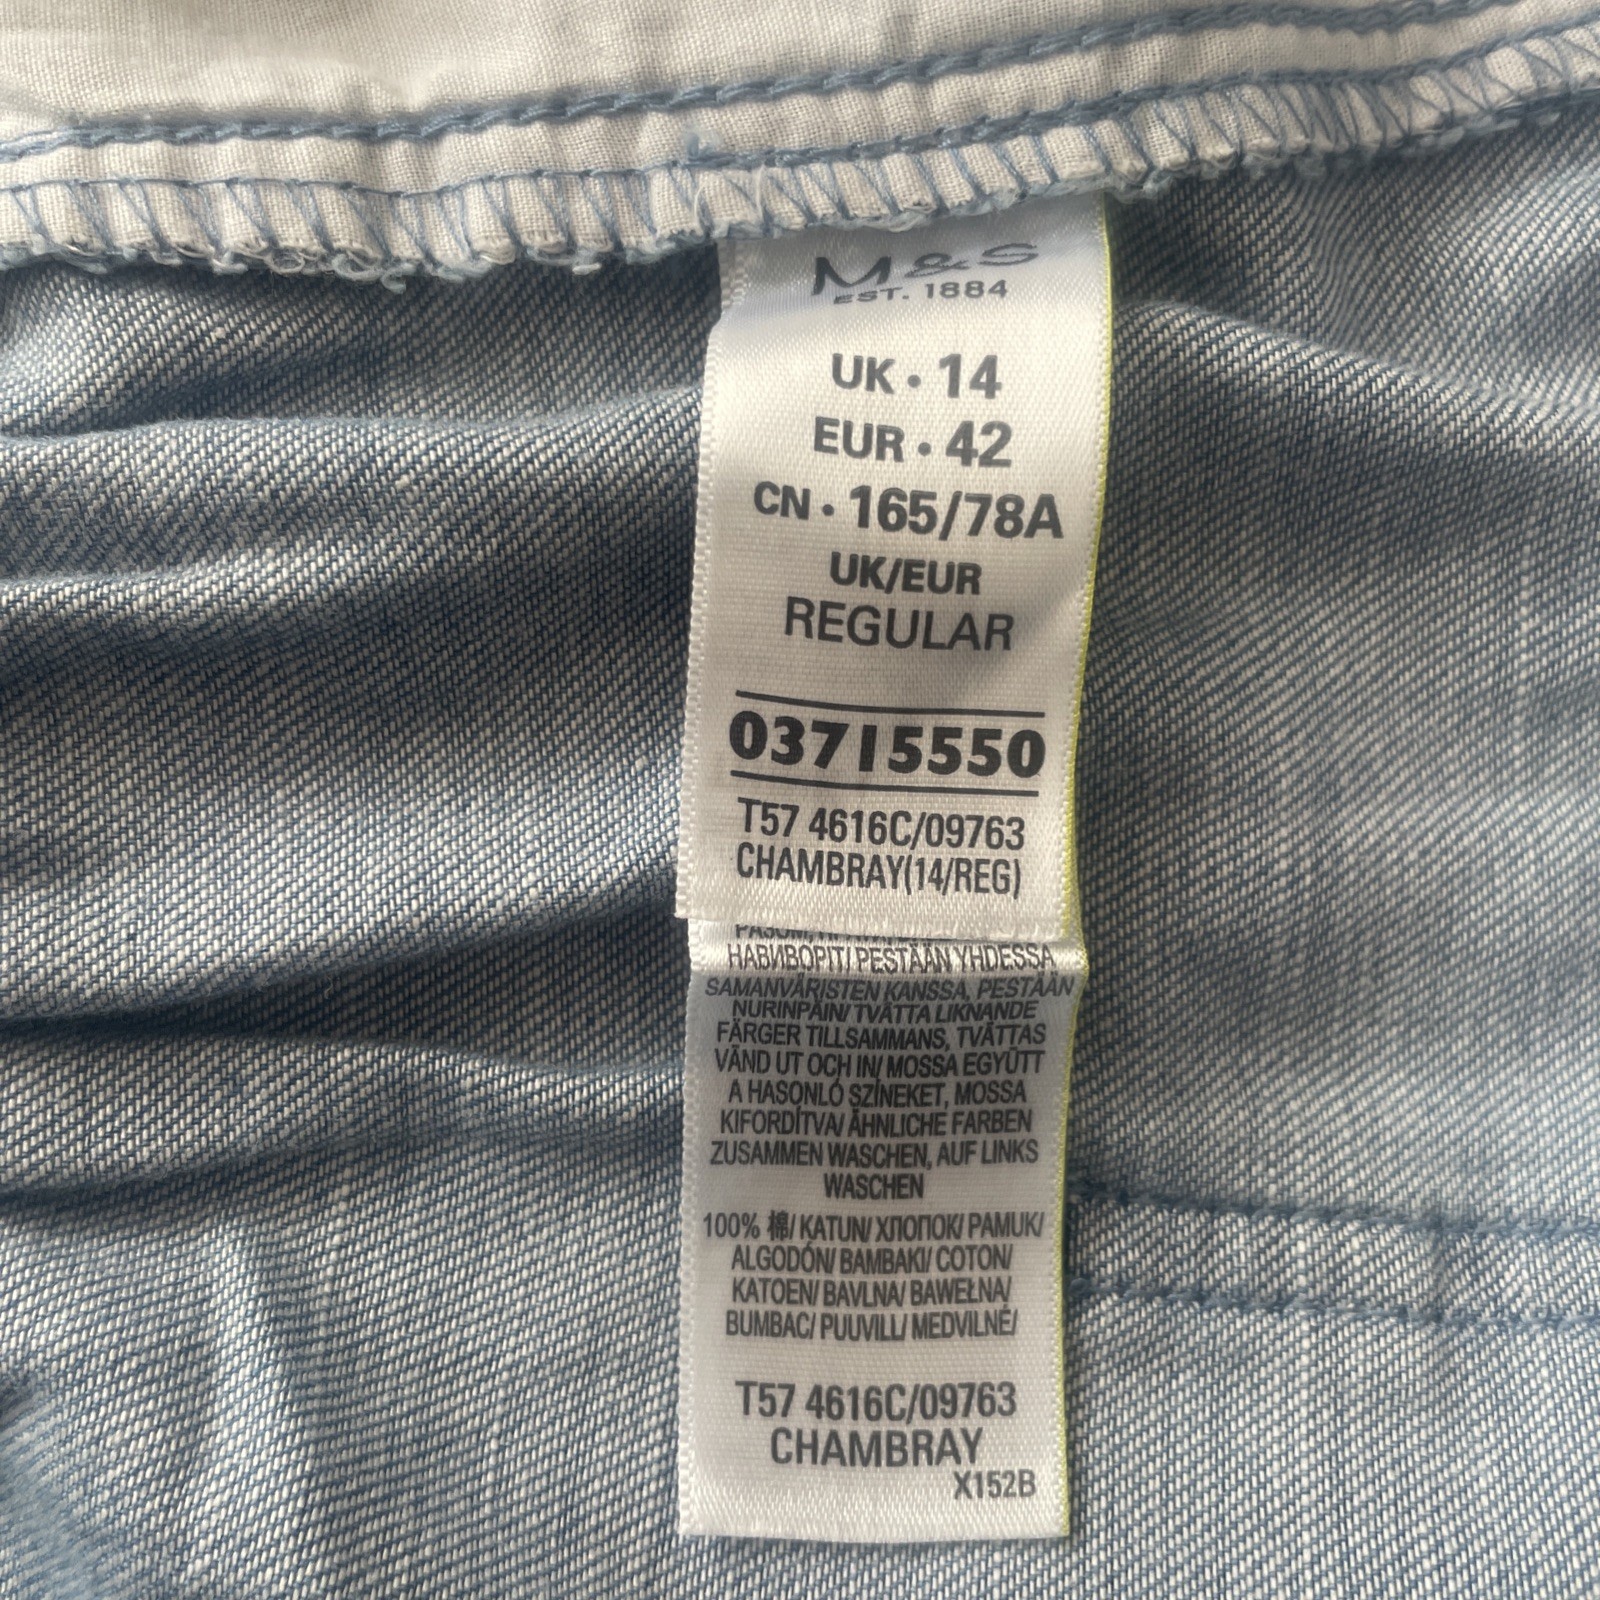 M&S
EST. 1884
UK • 14
EUR • 42
CN • 165/78A
UK/EUR
REGULAR
03715550
T57 4616C/09763
CHAMBRAY(14/REG)
НАВИВОРІТ/ PESTÄÄN YHDESSÄ
SAMANVÄRISTEN KANSSA, PESTÄÄN
NURINPÄIN/ TVÄTTA LIKNANDE
FÄRGER TILLSAMMANS, TVÄTTAS
VÄND UT OCH IN/ MOSSA EGYÜTT
A HASONLÓ SZÍNEKET, MOSSA
KIFORDÍTVA/ ÄHNLICHE FARBEN
ZUSAMMEN WASCHEN, AUF LINKS
WASCHEN
100% 棉/ KATUN/ ХЛОПОК/ PAMUK/
ALGODÓN/ BAMBAKI/ COTON/
KATOEN/ BAVLNA/ BAWEŁNA/
BUMBAC/ PUUVILL/ MEDVILNĖ/
T57 4616C/09763
CHAMBRAY
X152B